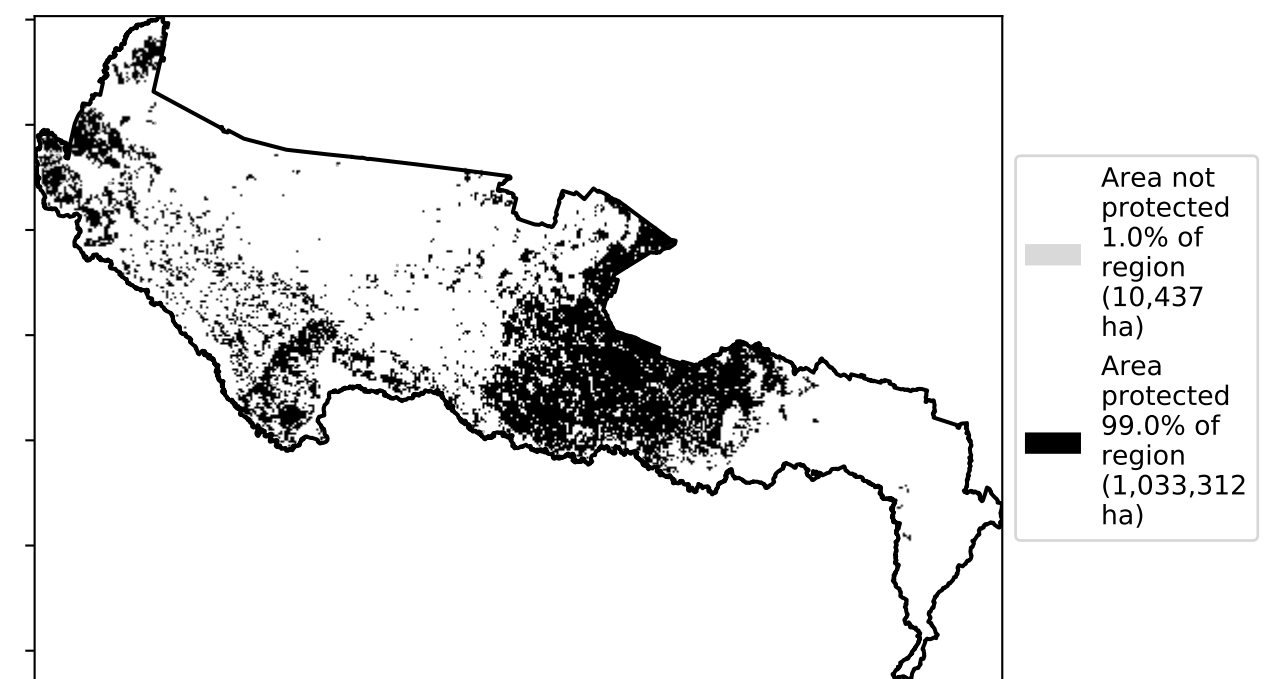 Area not
protected
1.0% of
region
(10,437
ha)
Area
protected
99.0% of
region
(1,033,312
ha)